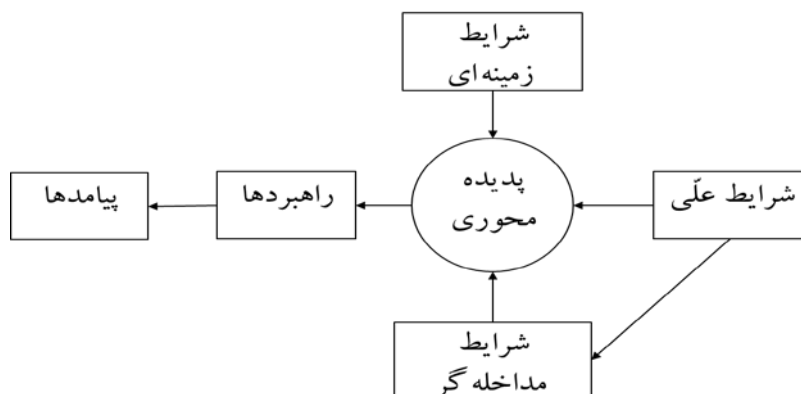 شرایط
زمینه‌ای
پدیده
محوری
شرایط علّی
راهبردها
پیامدها
شرایط
مداخله‌گر